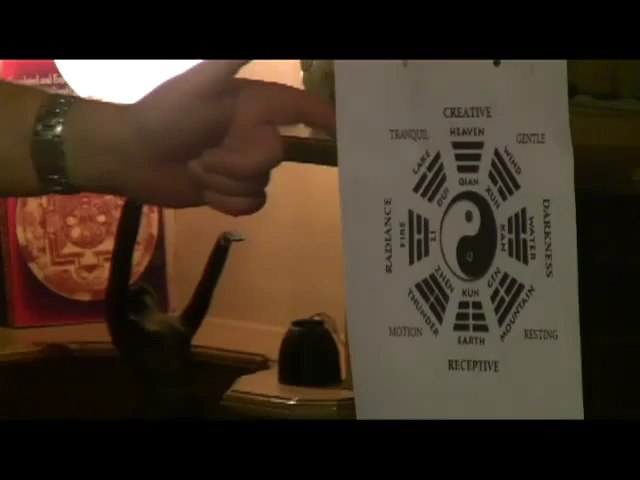 CREATIVE
TRANQUIL HEAVEN GENTLE
LAKE QIAN WIND
DUI XUN
RADIANCE FIRE LI KAN WATER DARKNESS
ZHEN KUN GEN
THUNDER EARTH MOUNTAIN
MOTION RESTING
RECEPTIVE